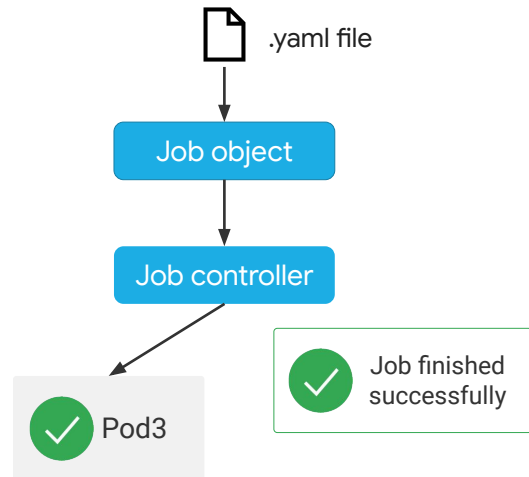 .yaml file
Job object
Job controller
Job finished
successfully
Pod3